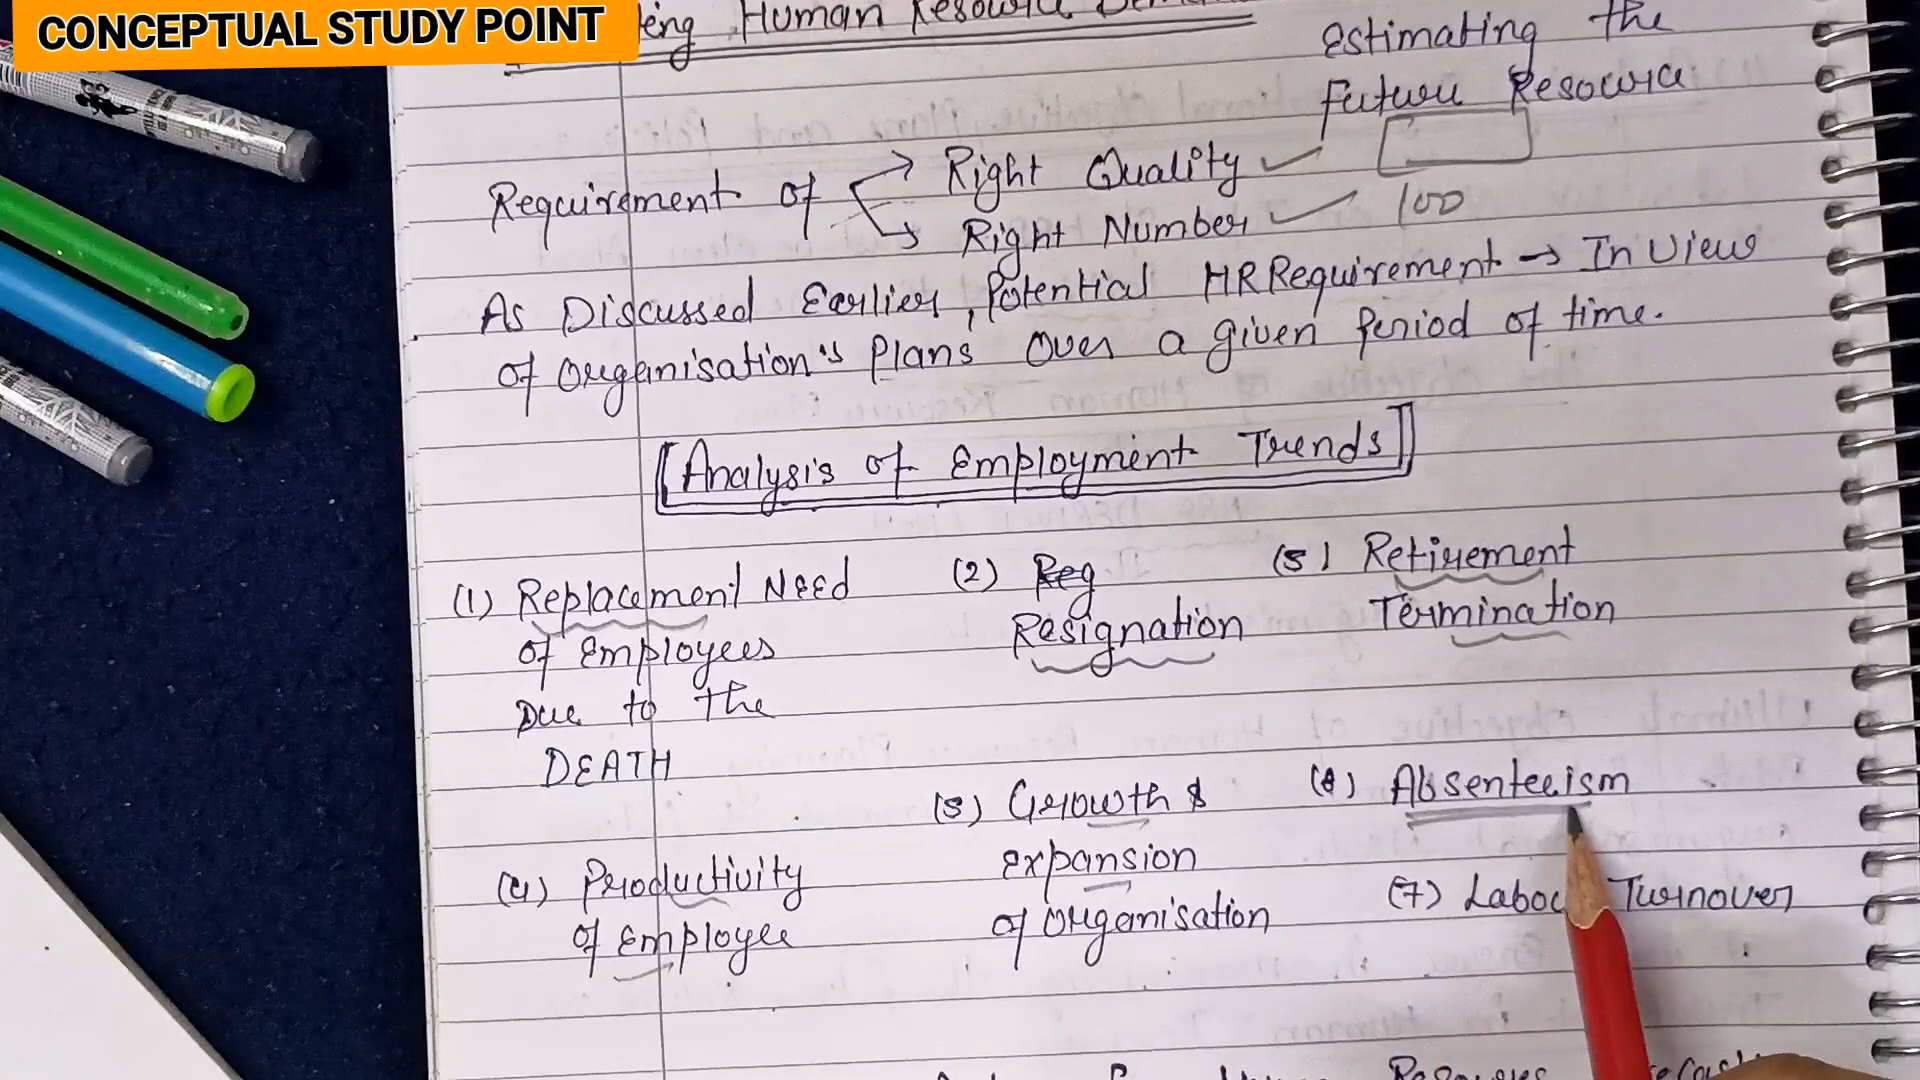 CONCEPTUAL STUDY POINT
Human Resource
Estimating the
Future Resource
Requirement of → Right Quality ✓
→ Right Number ✓ 100
As Discussed Earlier, Potential HR Requirement → In View
of Organisation's Plans Over a given Period of time.
[Analysis of Employment Trends]
(1) Replacement NEED
of Employees
Due to the
DEATH
(2) Reg
Resignation
(3) Retirement
Termination
(4) Productivity
of Employee
(5) Growth &
expansion
of Organisation
(6) Absenteeism
(7) Labour Turnover